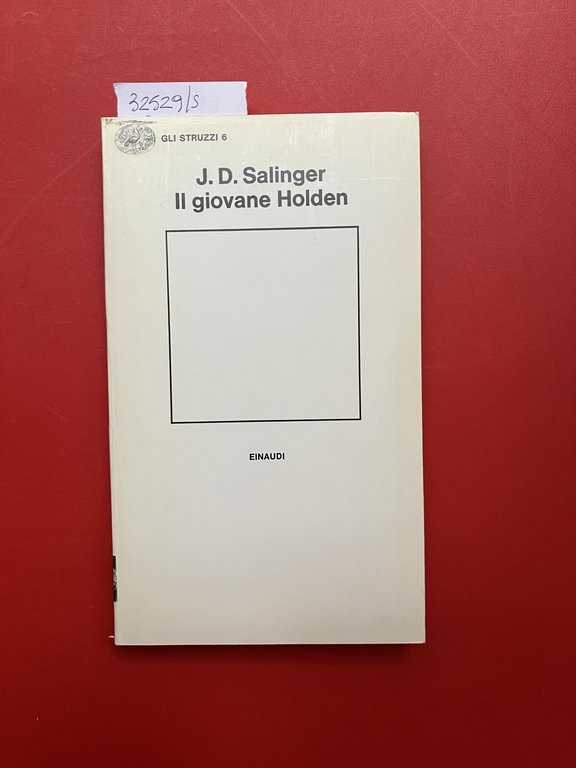 32529/s
GLI STRUZZI 6
J. D. Salinger
Il giovane Holden
EINAUDI